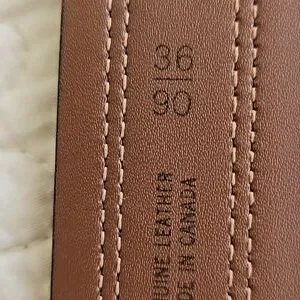 36
90
UINE LEATHER
DE IN CANADA